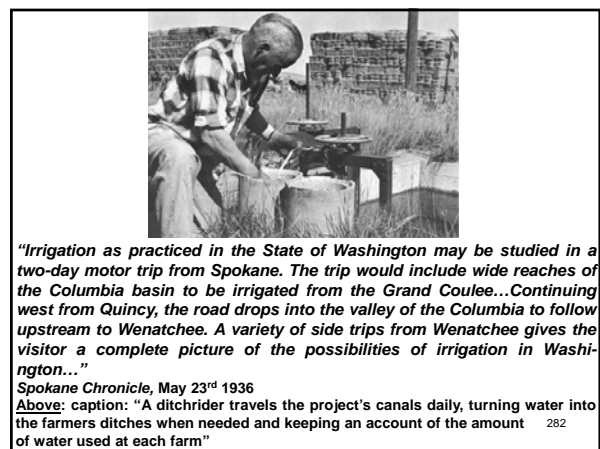 “Irrigation as practiced in the State of Washington may be studied in a
two-day motor trip from Spokane. The trip would include wide reaches of
the Columbia basin to be irrigated from the Grand Coulee…Continuing
west from Quincy, the road drops into the valley of the Columbia to follow
upstream to Wenatchee. A variety of side trips from Wenatchee gives the
visitor a complete picture of the possibilities of irrigation in Washi-
ngton…”
Spokane Chronicle, May 23rd 1936
Above: caption: “A ditchrider travels the project’s canals daily, turning water into
the farmers ditches when needed and keeping an account of the amount
of water used at each farm”
282